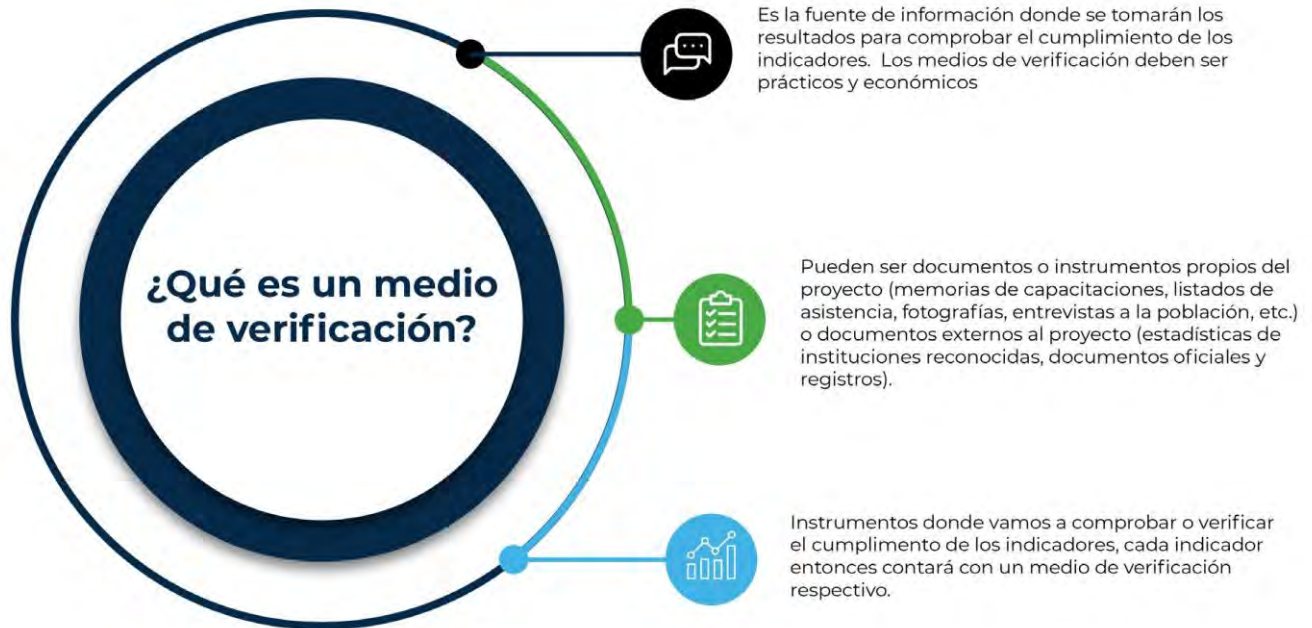 ¿Qué es un medio
de verificación?
Es la fuente de información donde se tomarán los
resultados para comprobar el cumplimiento de los
indicadores. Los medios de verificación deben ser
prácticos y económicos
Pueden ser documentos o instrumentos propios del
proyecto (memorias de capacitaciones, listados de
asistencia, fotografías, entrevistas a la población, etc.)
o documentos externos al proyecto (estadísticas de
instituciones reconocidas, documentos oficiales y
registros).
Instrumentos donde vamos a comprobar o verificar
el cumplimento de los indicadores, cada indicador
entonces contará con un medio de verificación
respectivo.